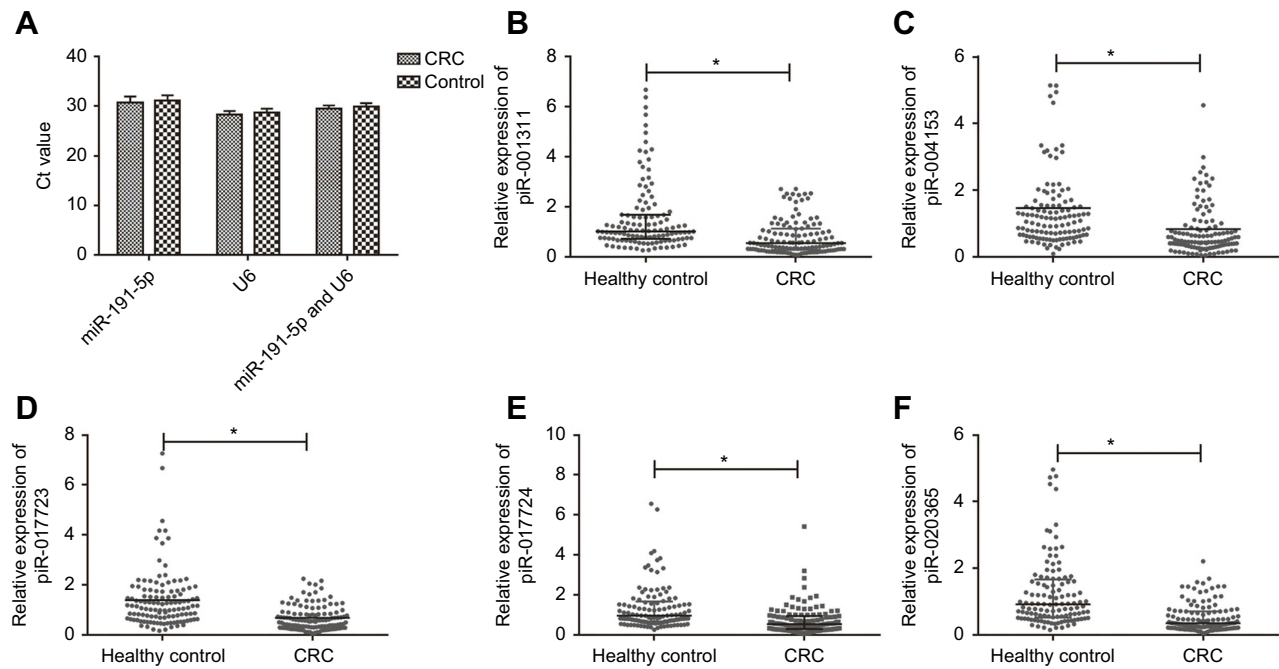 A
40
30
20
10
0
Ct value
CRC
Control
miR-191-5p
U6
miR-191-5p and U6
B
8
6
4
2
0
Relative expression of
piR-001311
*
Healthy control
CRC
C
6
4
2
0
Relative expression of
piR-004153
*
Healthy control
CRC
D
8
6
4
2
0
Relative expression of
piR-017723
*
Healthy control
CRC
E
10
8
6
4
2
0
Relative expression of
piR-017724
*
Healthy control
CRC
F
6
4
2
0
Relative expression of
piR-020365
*
Healthy control
CRC